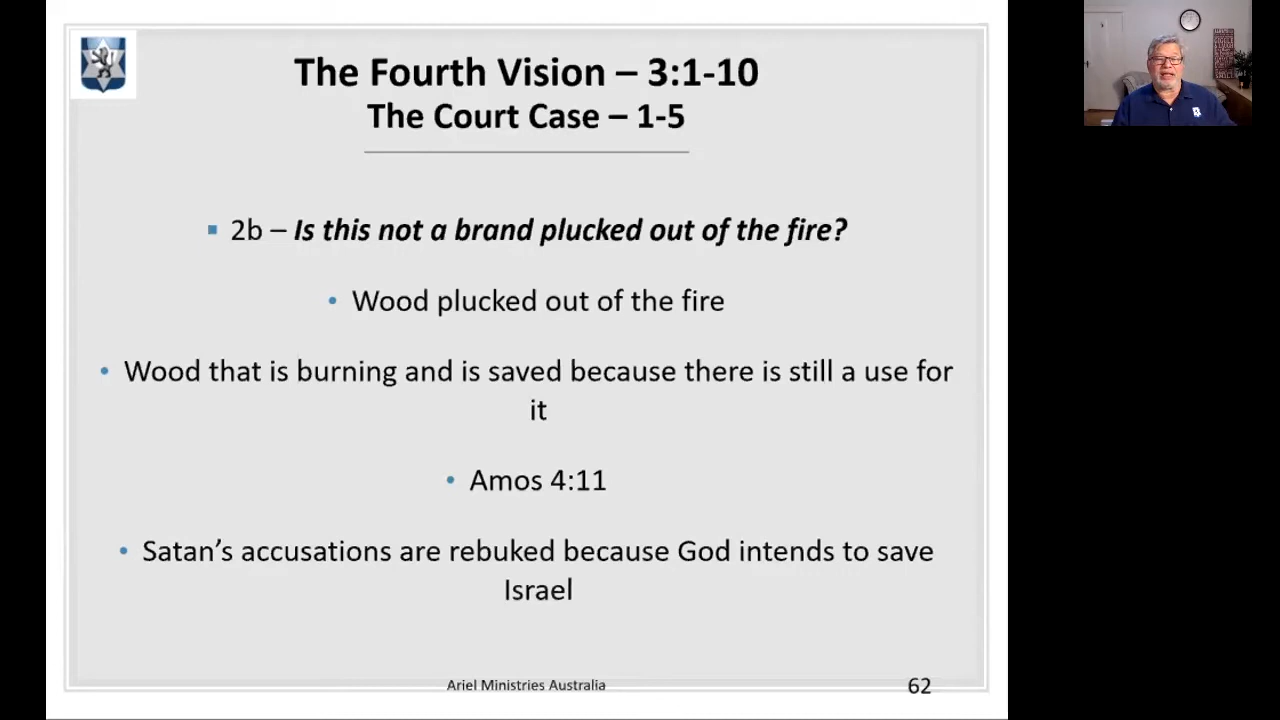 The Fourth Vision – 3:1-10
The Court Case – 1-5
2b – Is this not a brand plucked out of the fire?
Wood plucked out of the fire
Wood that is burning and is saved because there is still a use for
it
Amos 4:11
Satan’s accusations are rebuked because God intends to save
Israel
Ariel Ministries Australia
62